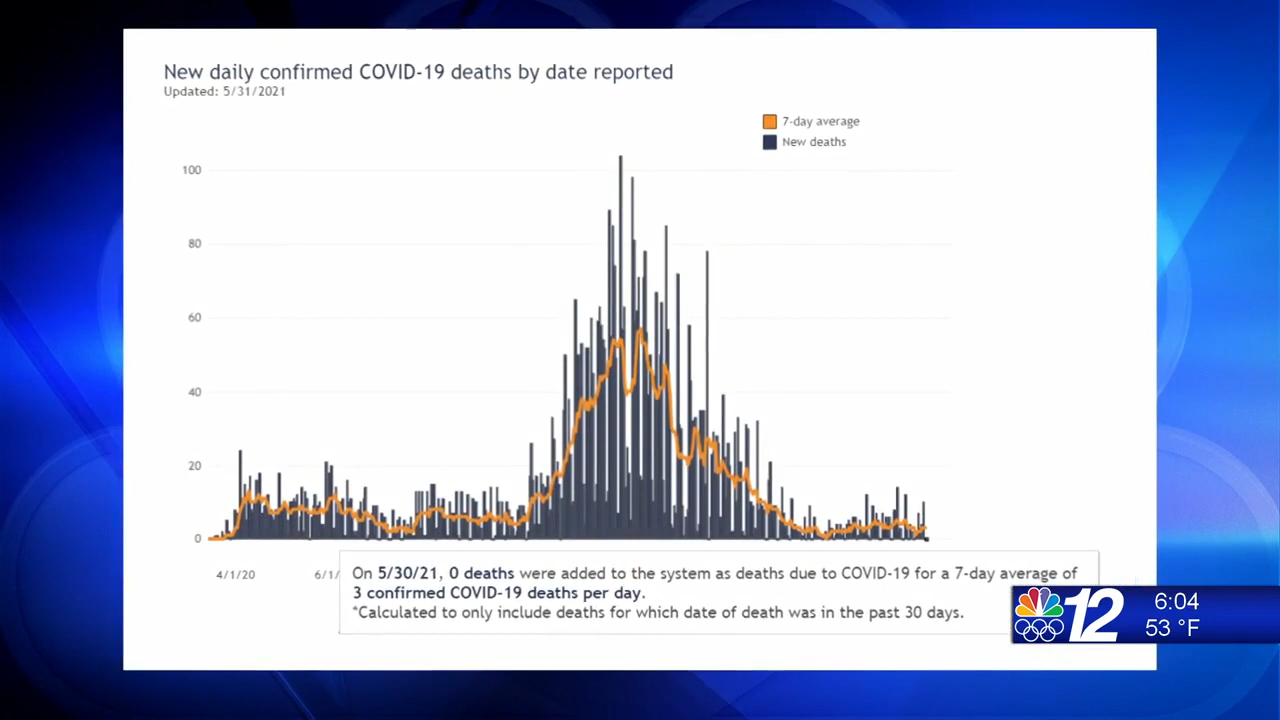 New daily confirmed COVID-19 deaths by date reported
Updated: 5/31/2021
7-day average
New deaths
100
80
60
40
20
0
4/1/20
6/1/
On 5/30/21, 0 deaths were added to the system as deaths due to COVID-19 for a 7-day average of
3 confirmed COVID-19 deaths per day.
*Calculated to only include deaths for which date of death was in the past 30 days.
12
6:04
53 °F